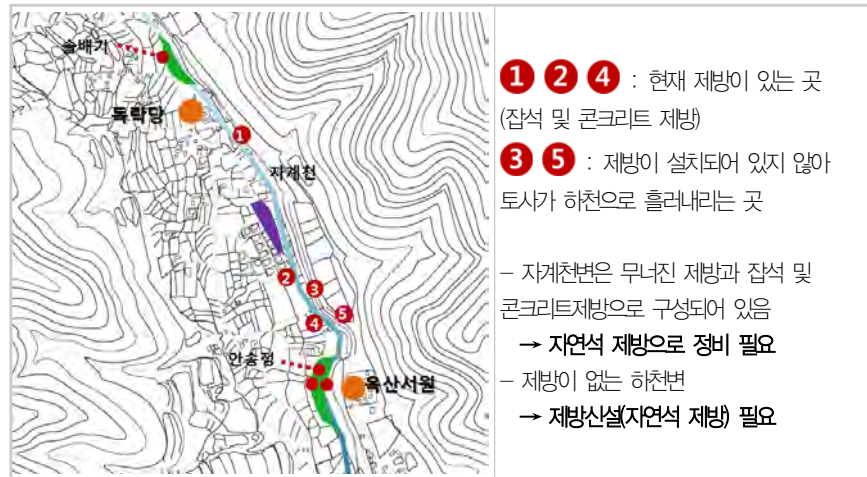 솔배기
독락당
1
자계천
2
3
4
5
안송정
옥산서원
1 2 4 : 현재 제방이 있는 곳
(잡석 및 콘크리트 제방)
3 5 : 제방이 설치되어 있지 않아
토사가 하천으로 흘러내리는 곳
– 자계천변은 무너진 제방과 잡석 및
콘크리트제방으로 구성되어 있음
→ 자연석 제방으로 정비 필요
– 제방이 없는 하천변
→ 제방신설(자연석 제방) 필요